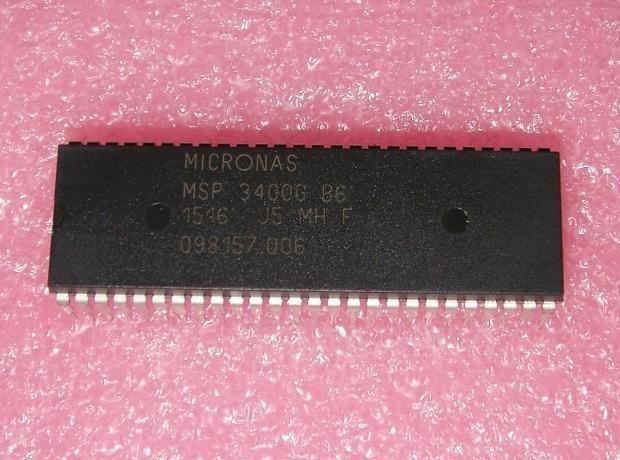 MICRONAS
MSP 3400G B6
1516 J5 MH F
098157.006